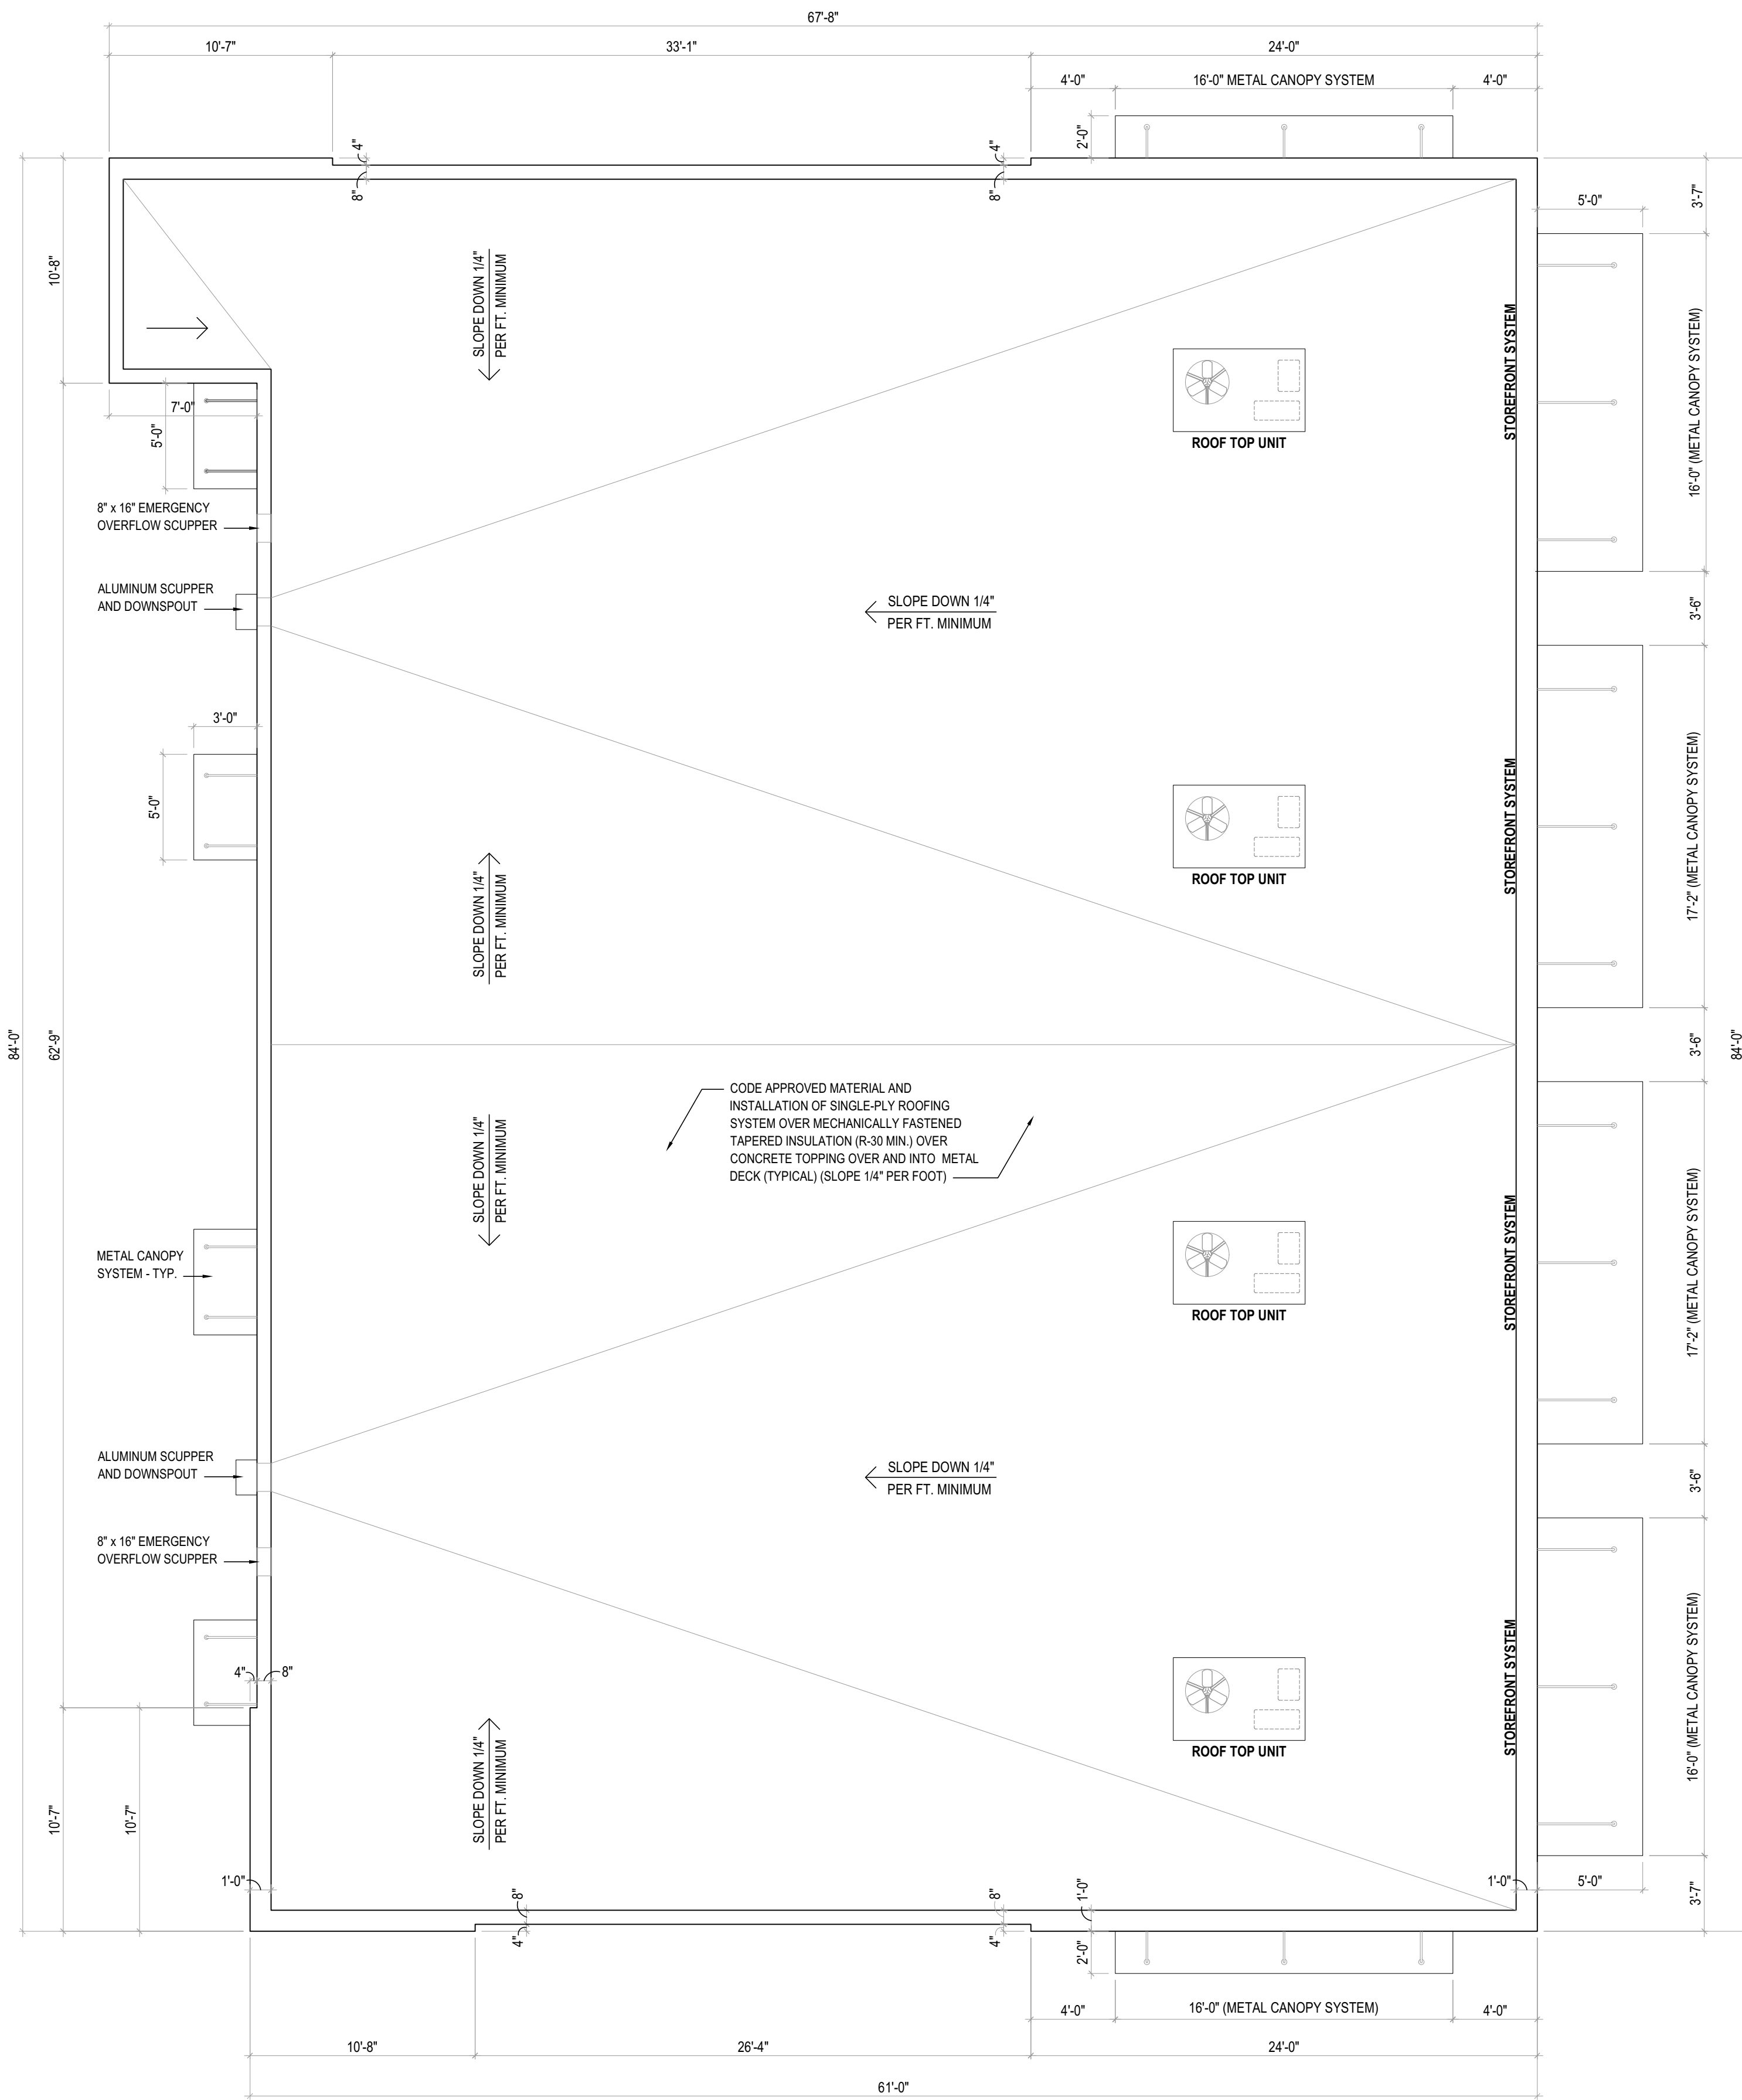 67'-8"
10'-7"
33'-1"
24'-0"
4'-0"
16'-0" METAL CANOPY SYSTEM
4'-0"
2'-0"
4"
8"
4"
8"
5'-0"
3'-7"
10'-8"
SLOPE DOWN 1/4"
PER FT. MINIMUM
STOREFRONT SYSTEM
16'-0" (METAL CANOPY SYSTEM)
ROOF TOP UNIT
7'-0"
5'-0"
8" x 16" EMERGENCY
OVERFLOW SCUPPER
ALUMINUM SCUPPER
AND DOWNSPOUT
SLOPE DOWN 1/4"
PER FT. MINIMUM
3'-6"
3'-0"
5'-0"
SLOPE DOWN 1/4"
PER FT. MINIMUM
ROOF TOP UNIT
STOREFRONT SYSTEM
17'-2" (METAL CANOPY SYSTEM)
84'-0"
62'-9"
3'-6"
84'-0"
CODE APPROVED MATERIAL AND
INSTALLATION OF SINGLE-PLY ROOFING
SYSTEM OVER MECHANICALLY FASTENED
TAPERED INSULATION (R-30 MIN.) OVER
CONCRETE TOPPING OVER AND INTO METAL
DECK (TYPICAL) (SLOPE 1/4" PER FOOT)
SLOPE DOWN 1/4"
PER FT. MINIMUM
METAL CANOPY
SYSTEM - TYP.
ROOF TOP UNIT
STOREFRONT SYSTEM
17'-2" (METAL CANOPY SYSTEM)
ALUMINUM SCUPPER
AND DOWNSPOUT
SLOPE DOWN 1/4"
PER FT. MINIMUM
3'-6"
8" x 16" EMERGENCY
OVERFLOW SCUPPER
4"
8"
SLOPE DOWN 1/4"
PER FT. MINIMUM
ROOF TOP UNIT
STOREFRONT SYSTEM
16'-0" (METAL CANOPY SYSTEM)
10'-7"
10'-7"
1'-0"
8"
4"
8"
4"
1'-0"
2'-0"
1'-0"
5'-0"
3'-7"
4'-0"
16'-0" (METAL CANOPY SYSTEM)
4'-0"
10'-8"
26'-4"
24'-0"
61'-0"